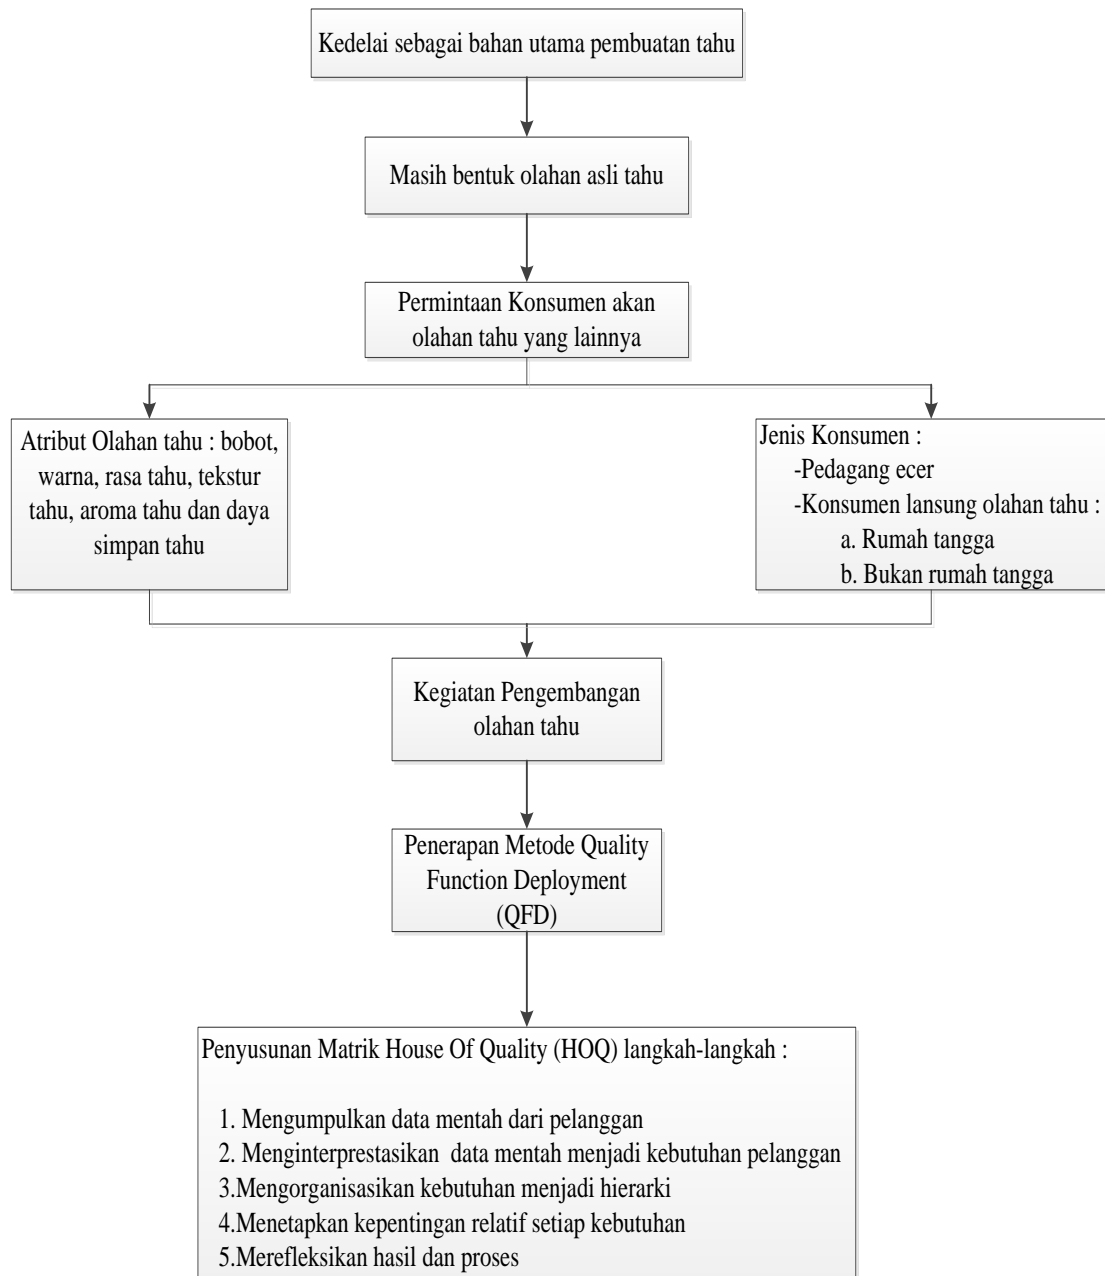 Kedelai sebagai bahan utama pembuatan tahu
Masih bentuk olahan asli tahu
Permintaan Konsumen akan
olahan tahu yang lainnya
Atribut Olahan tahu : bobot,
warna, rasa tahu, tekstur
tahu, aroma tahu dan daya
simpan tahu
Jenis Konsumen :
-Pedagang ecer
-Konsumen lansung olahan tahu :
a. Rumah tangga
b. Bukan rumah tangga
Kegiatan Pengembangan
olahan tahu
Penerapan Metode Quality
Function Deployment
(QFD)
Penyusunan Matrik House Of Quality (HOQ) langkah-langkah :
1. Mengumpulkan data mentah dari pelanggan
2. Menginterprestasikan  data mentah menjadi kebutuhan pelanggan
3.Mengorganisasikan kebutuhan menjadi hierarki
4.Menetapkan kepentingan relatif setiap kebutuhan
5.Merefleksikan hasil dan proses